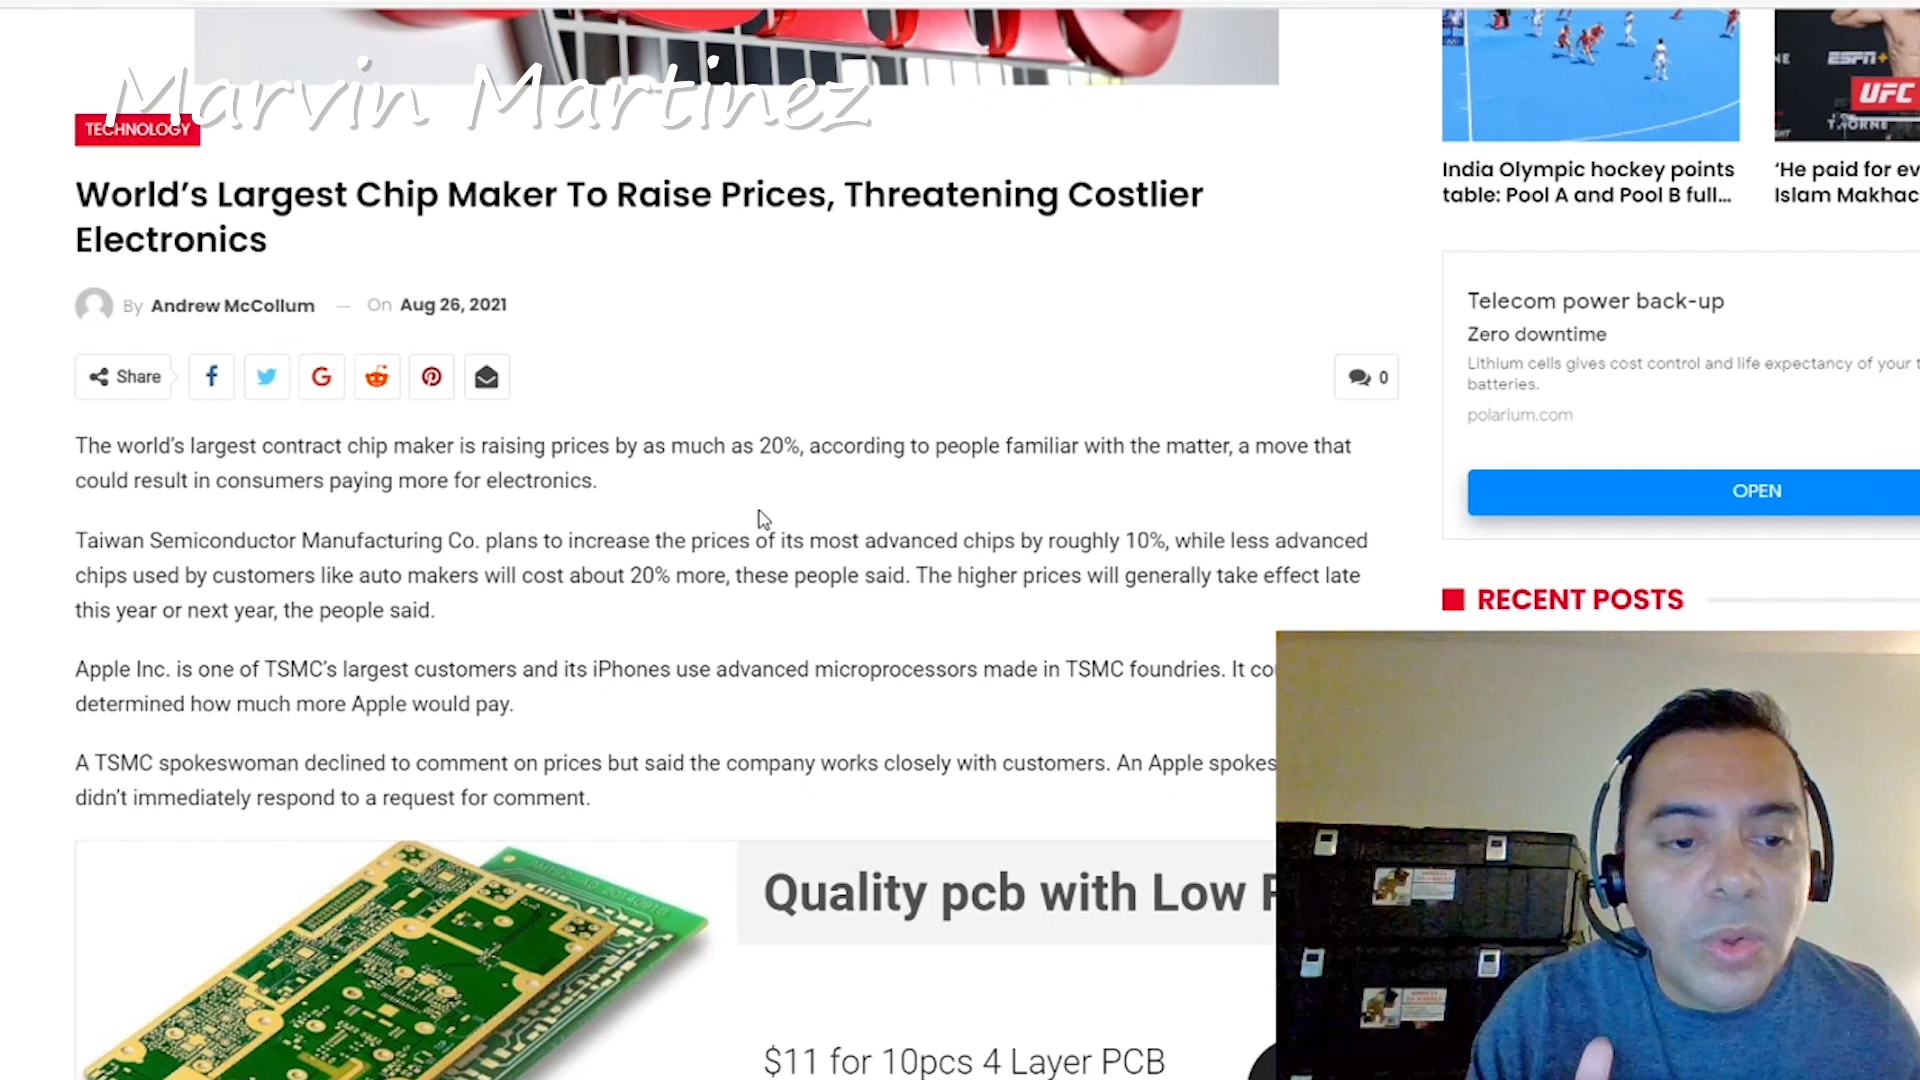 Marvin Martinez
TECHNOLOGY
World's Largest Chip Maker To Raise Prices, Threatening Costlier
Electronics
By Andrew McCollum — On Aug 26, 2021
Share
0
The world's largest contract chip maker is raising prices by as much as 20%, according to people familiar with the matter, a move that
could result in consumers paying more for electronics.
Taiwan Semiconductor Manufacturing Co. plans to increase the prices of its most advanced chips by roughly 10%, while less advanced
chips used by customers like auto makers will cost about 20% more, these people said. The higher prices will generally take effect late
this year or next year, the people said.
Apple Inc. is one of TSMC's largest customers and its iPhones use advanced microprocessors made in TSMC foundries. It
determined how much more Apple would pay.
A TSMC spokeswoman declined to comment on prices but said the company works closely with customers. An Apple
didn't immediately respond to a request for comment.
Quality pcb with Low
$11 for 10pcs 4 Layer PCB
ESPN+
UFC
India Olympic hockey points
table: Pool A and Pool B full...
'He paid for
Islam
Telecom power back-up
Zero downtime
Lithium cells gives cost control and life expectancy of your
batteries.
polarium.com
OPEN
RECENT POSTS